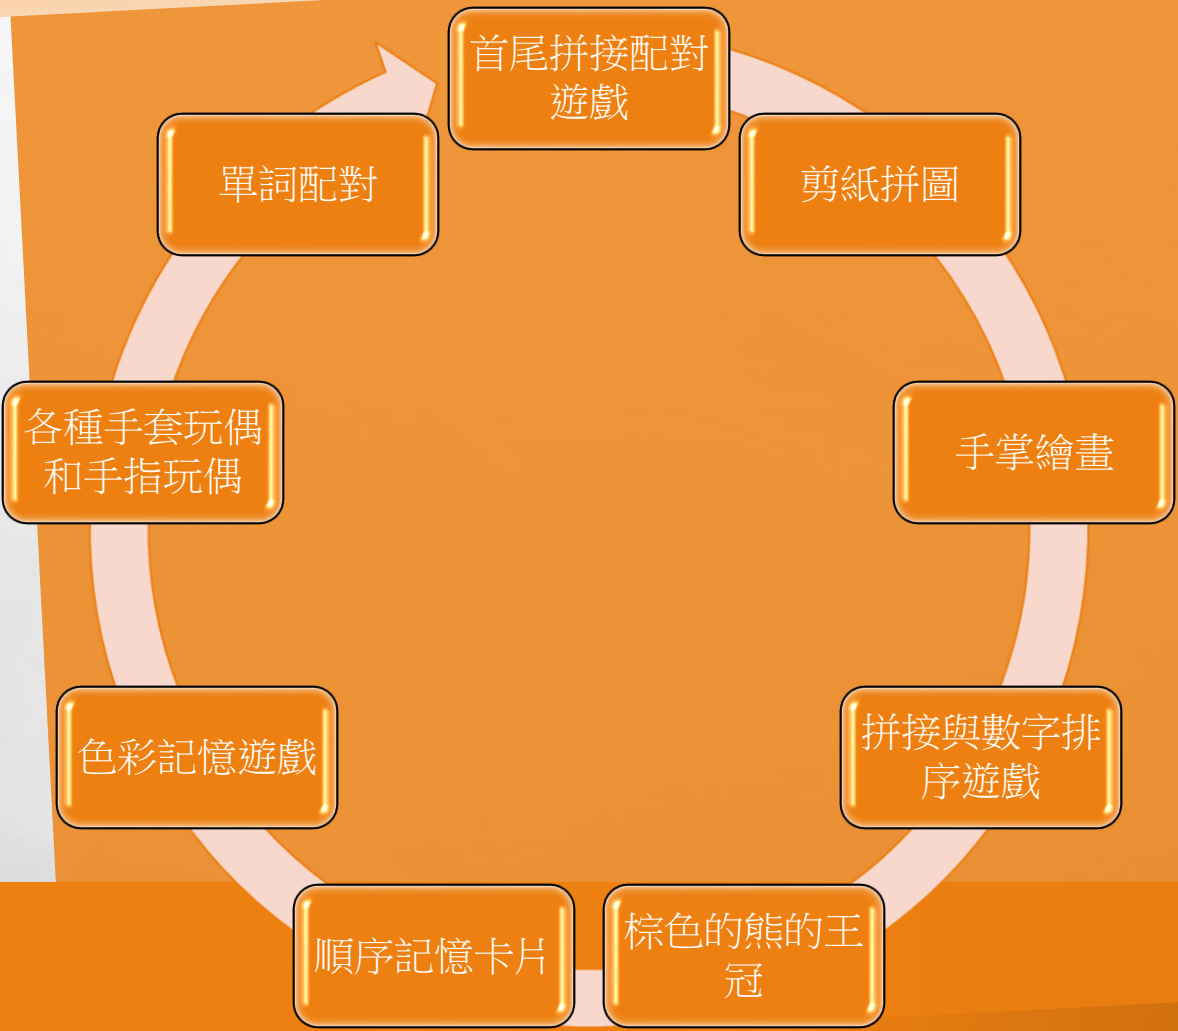 首尾拼接配對
遊戲
剪紙拼圖
手掌繪畫
拼接與數字排
序遊戲
棕色的熊的王
冠
順序記憶卡片
色彩記憶遊戲
各種手套玩偶
和手指玩偶
單詞配對